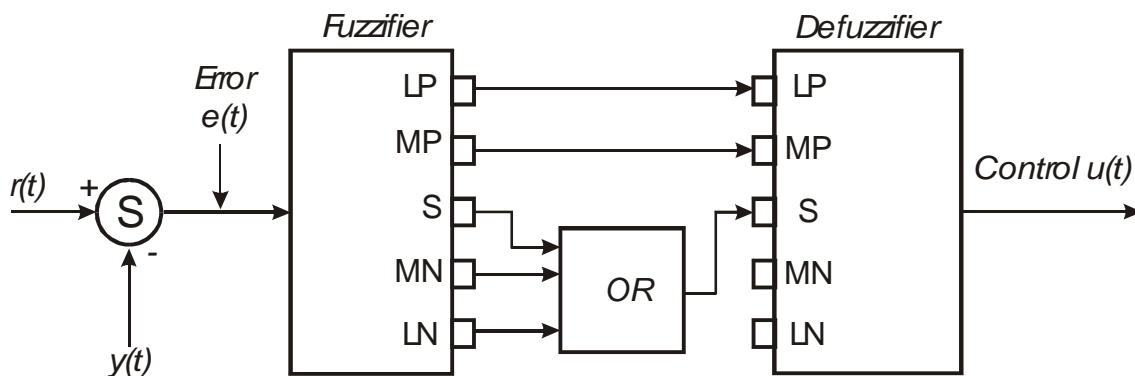 Fuzzifier
Defuzzifier
Error
e(t)
LP
LP
MP
MP
Control u(t)
r(t)
+
S
-
S
S
MN
OR
MN
LN
LN
y(t)